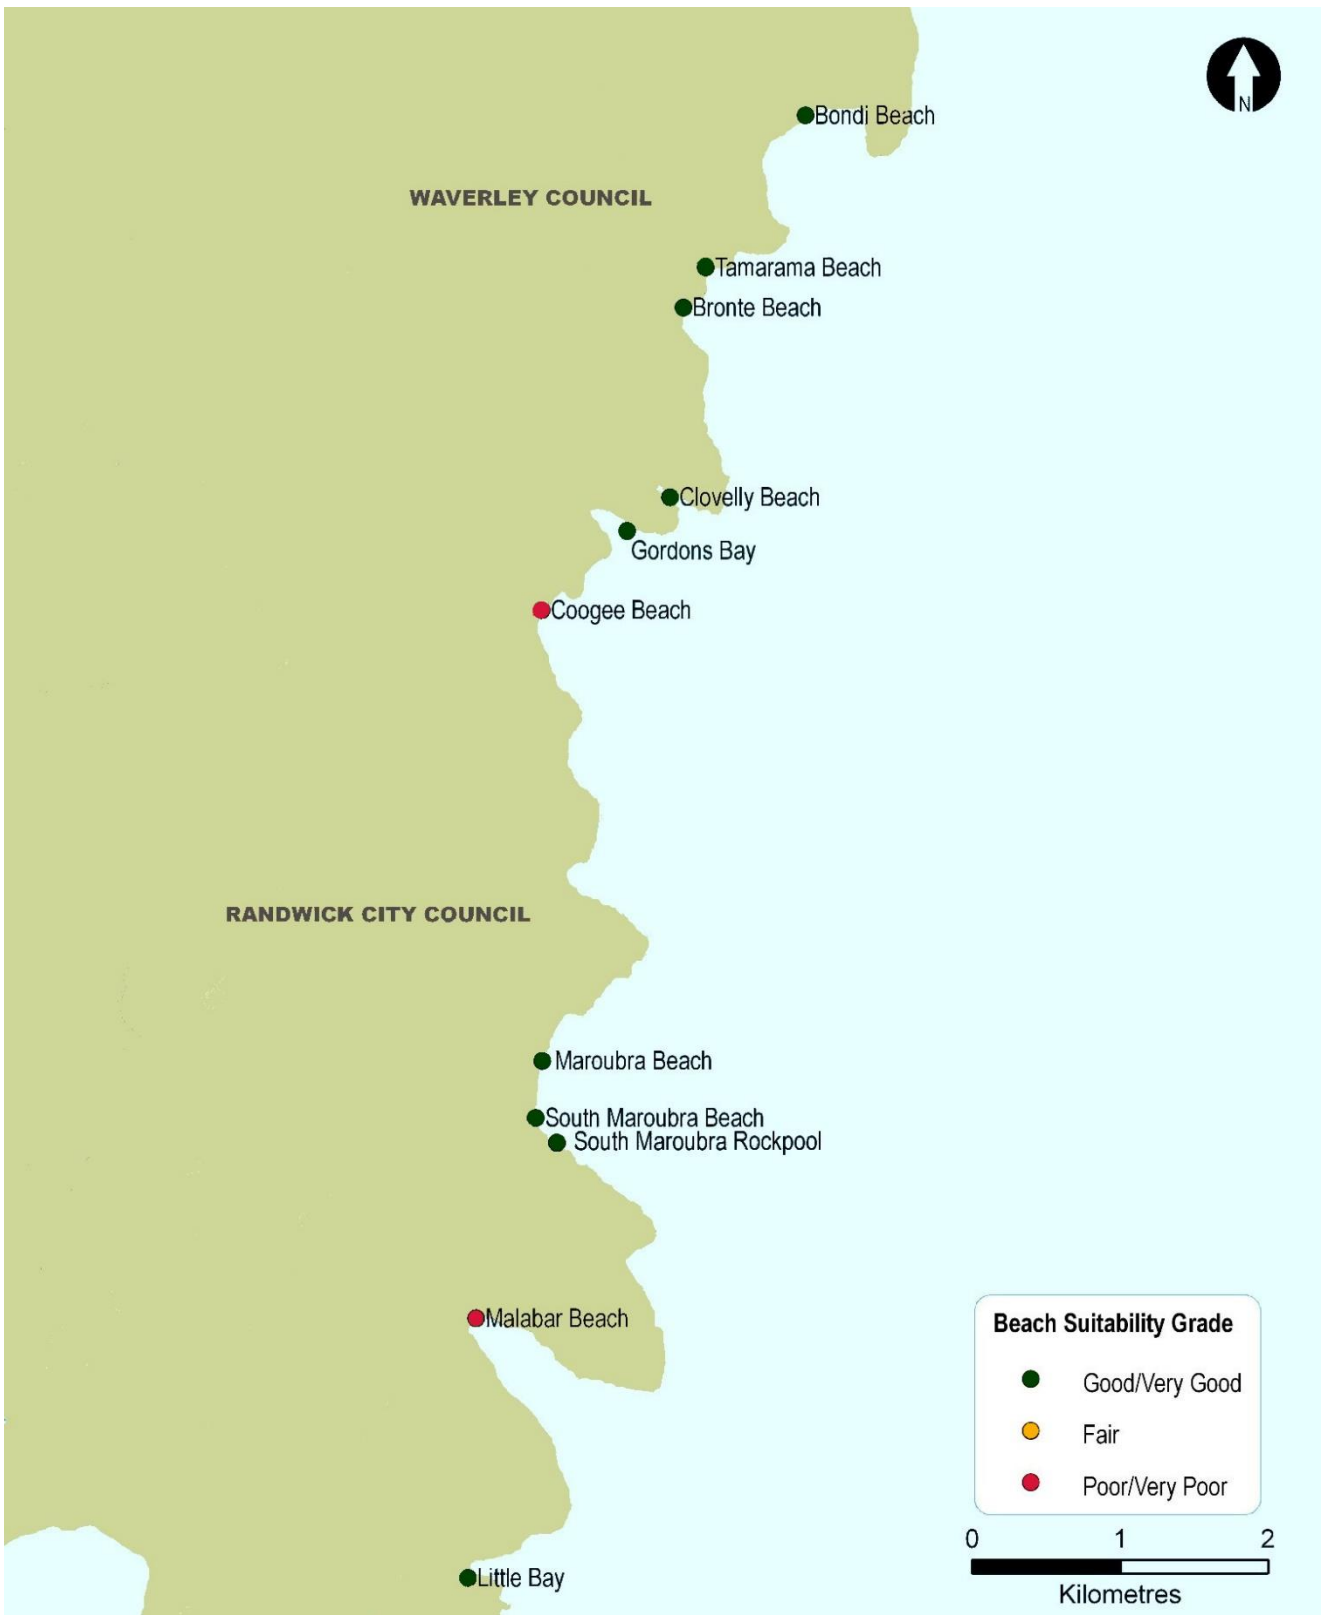 N
Bondi Beach
WAVERLEY COUNCIL
Tamarama Beach
Bronte Beach
Clovelly Beach
Gordons Bay
Coogee Beach
RANDWICK CITY COUNCIL
Maroubra Beach
South Maroubra Beach
South Maroubra Rockpool
Malabar Beach
Little Bay
Beach Suitability Grade
Good/Very Good
Fair
Poor/Very Poor
0 1 2
Kilometres